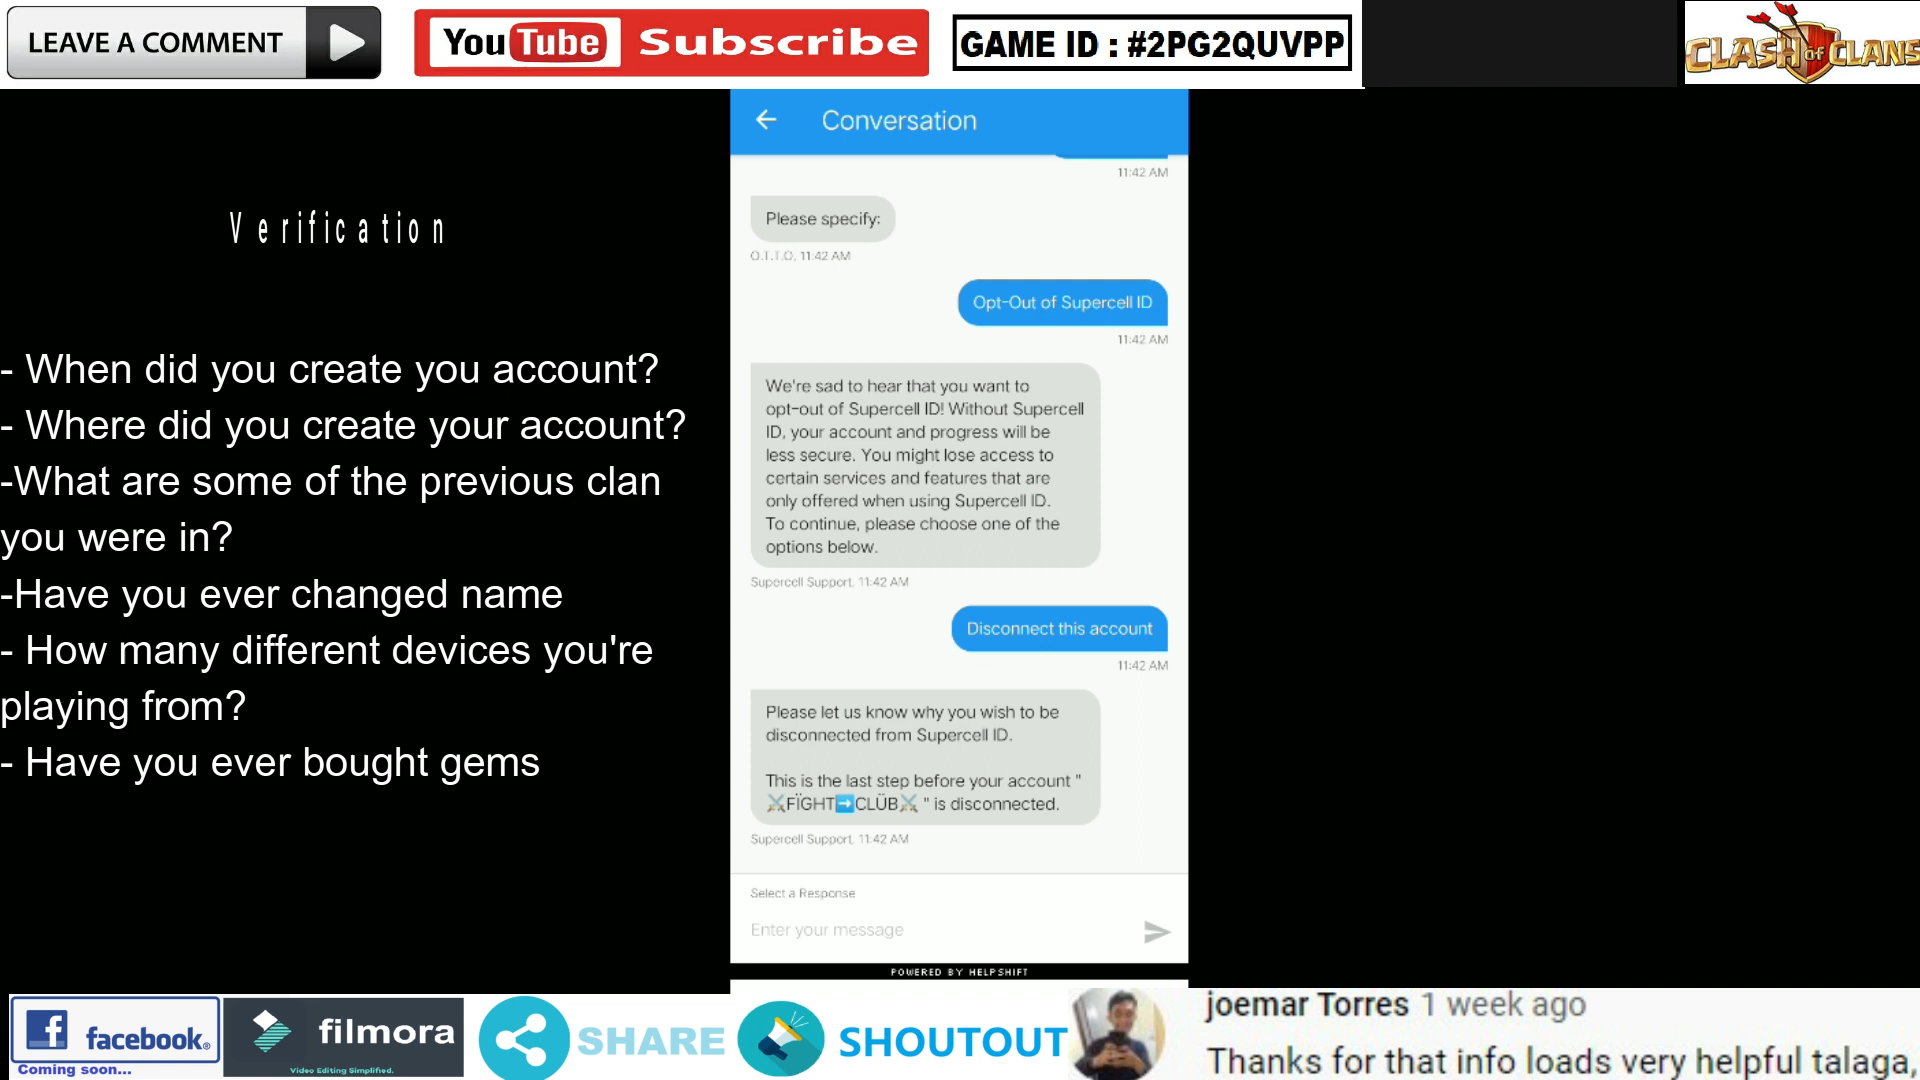 LEAVE A COMMENT
YouTube Subscribe
GAME ID : #2PG2QUVPP
CLASH of CLANS
Conversation
11:42 AM
Please specify:
O.T.T.O, 11:42 AM
Opt-Out of Supercell ID
11:42 AM
We're sad to hear that you want to
opt-out of Supercell ID! Without Supercell
ID, your account and progress will be
less secure. You might lose access to
certain services and features that are
only offered when using Supercell ID.
To continue, please choose one of the
options below.
Supercell Support, 11:42 AM
Disconnect this account
11:42 AM
Please let us know why you wish to be
disconnected from Supercell ID.
This is the last step before your account "
⚔️FÏGHT➡️CLÜB⚔️ " is disconnected.
Supercell Support, 11:42 AM
Select a Response
Enter your message
POWERED BY HELPSHIFT
Verification
- When did you create you account?
- Where did you create your account?
-What are some of the previous clan
you were in?
-Have you ever changed name
- How many different devices you're
playing from?
- Have you ever bought gems
facebook®
Coming soon...
filmora
Video Editing Simplified.
SHARE
SHOUTOUT
joemar Torres 1 week ago
Thanks for that info loads very helpful talaga,